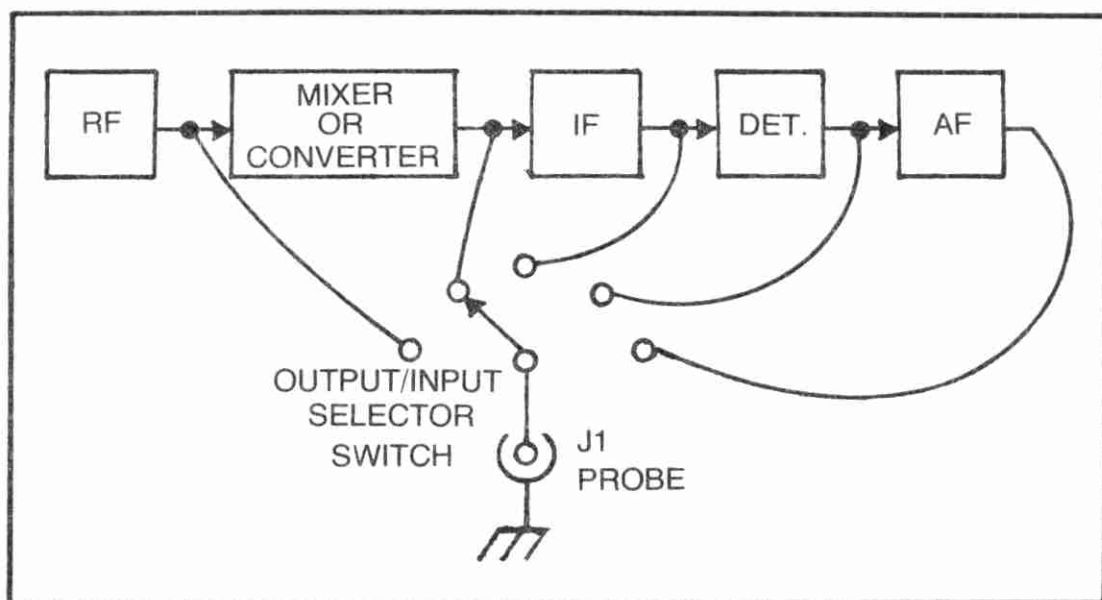 RF
MIXER
OR
CONVERTER
IF
DET.
AF
OUTPUT/INPUT
SELECTOR
SWITCH
J1
PROBE